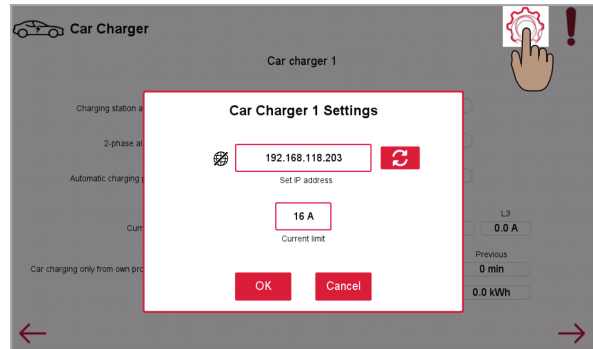 Car Charger
Car charger 1
Charging station a
Car Charger 1 Settings
2-phase al
192.168.118.203
Set IP address
Automatic charging
16 A
L3
Curr
0.0 A
Current limit
Previous
Car charging only from own pro
0 min
OK
Cancel
0.0 kWh